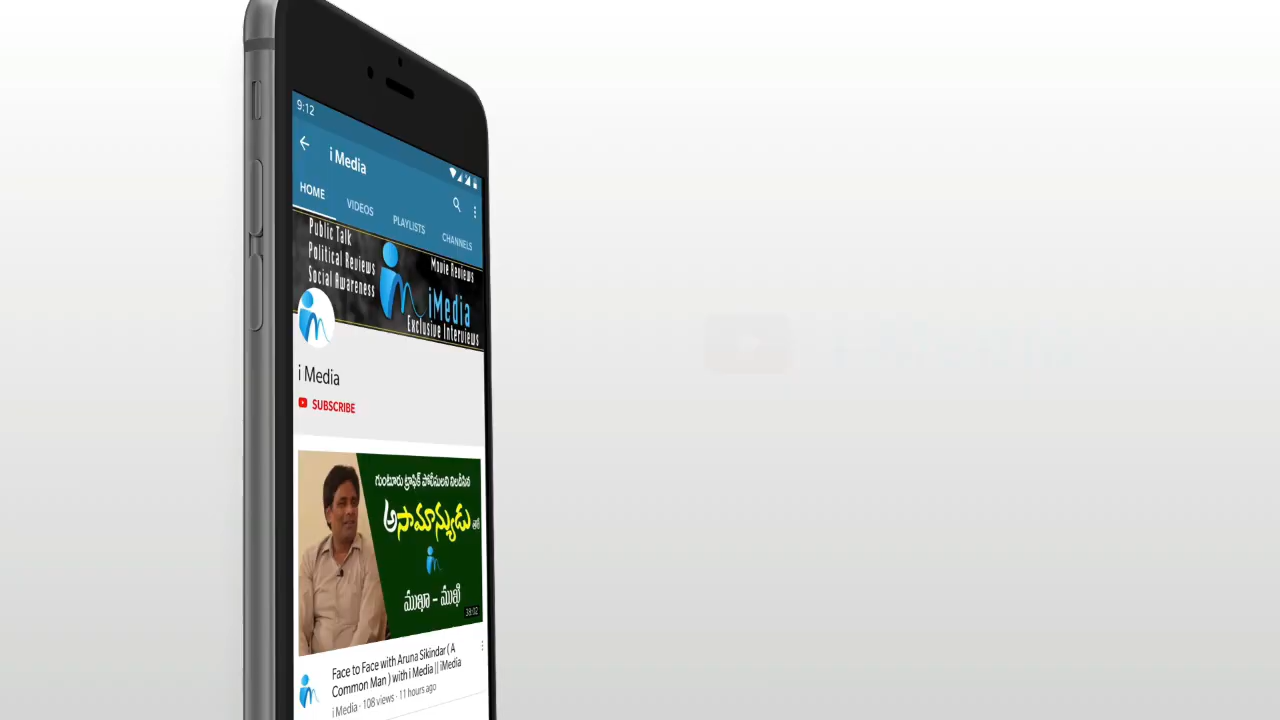 9:12
i Media
HOME
VIDEOS
PLAYLISTS
CHANNELS
Public Talk
Political Reviews
Social Awareness
Movie Reviews
iMedia
Exclusive Interviews
i Media
SUBSCRIBE
గుంటూరు ట్రాఫిక్ పోలీసులని నిలదీసిన
అసామాన్యుడు తో
ముఖా - ముఖి
38:02
Face to Face with Aruna Sikindar ( A
Common Man ) with i Media || iMedia
i Media · 108 views · 11 hours ago